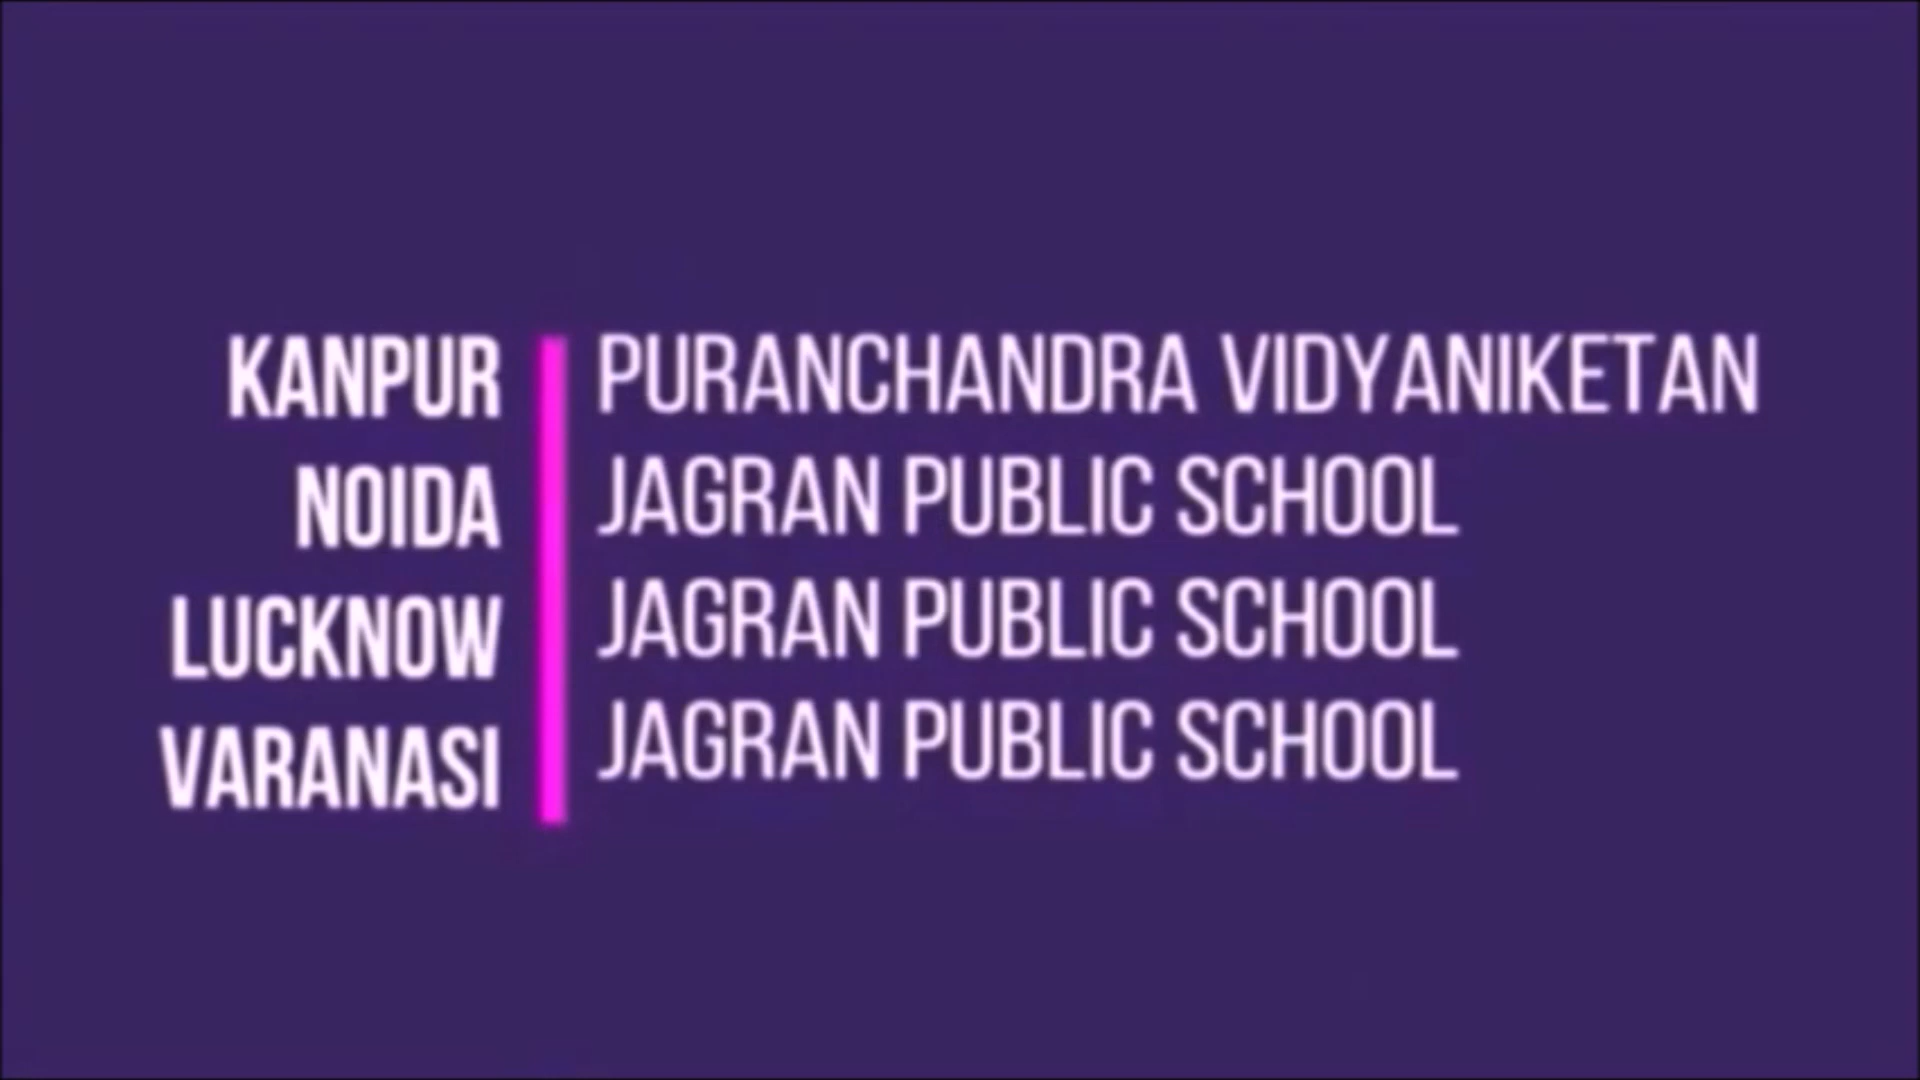 KANPUR PURANCHANDRA VIDYANIKETAN
NOIDA JAGRAN PUBLIC SCHOOL
LUCKNOW JAGRAN PUBLIC SCHOOL
VARANASI JAGRAN PUBLIC SCHOOL